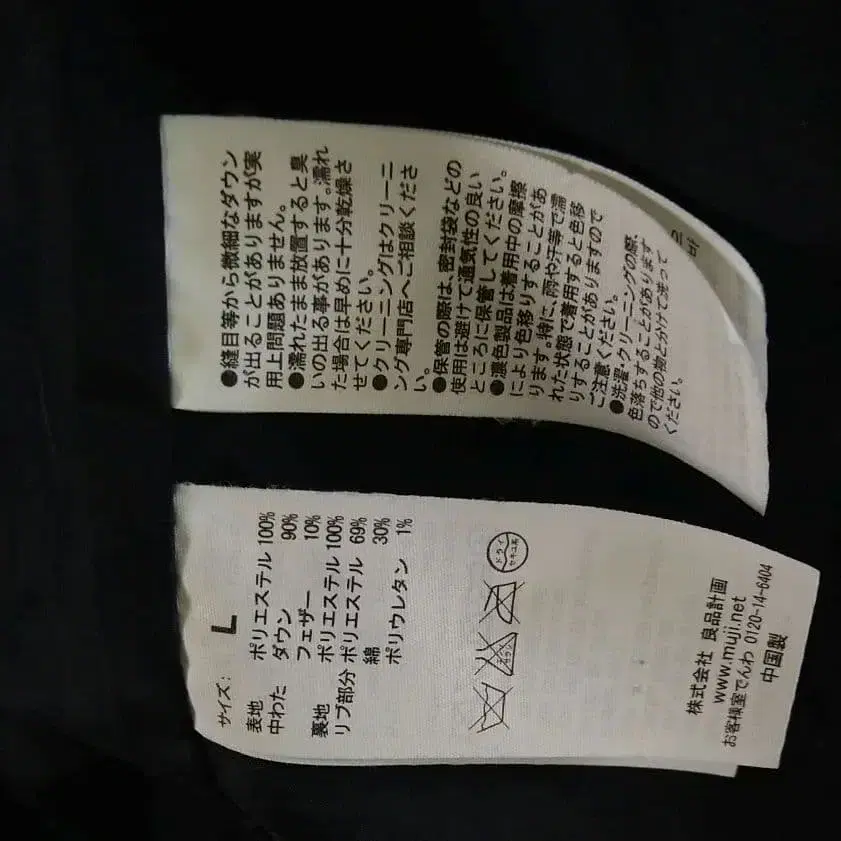 ●縫目等から微細なダウン
が出ることがありますが実
用上問題ありません。
●濡れたまま放置すると臭
いの出る事があります。濡れ
た場合は早めに十分乾燥さ
せてください。
●クリーニングはクリーニ
ング専門店へご相談くださ
い。
●保管の際は、密封袋などの
使用は避けて通気性の良い
ところに保管してください。
●濃色製品は着用中の摩擦
により色移りすることがあ
ります。特に、雨や汗等で濡
れた状態で着用すると色移
りすることがありますので
ご注意ください。
●洗濯・クリーニングの際、
色落ちすることがあります
ので他の物と分けて洗って
ください。
サイズ: L
表地 ポリエステル 100%
中わた ダウン 90%
フェザー 10%
裏地 ポリエステル 100%
リブ部分 ポリエステル 69%
綿 30%
ポリウレタン 1%
エンソ
サラシ
ドライ
セキユ系
株式会社 良品計画
www.muji.net
お客様室でんわ 0120-14-6404
中国製